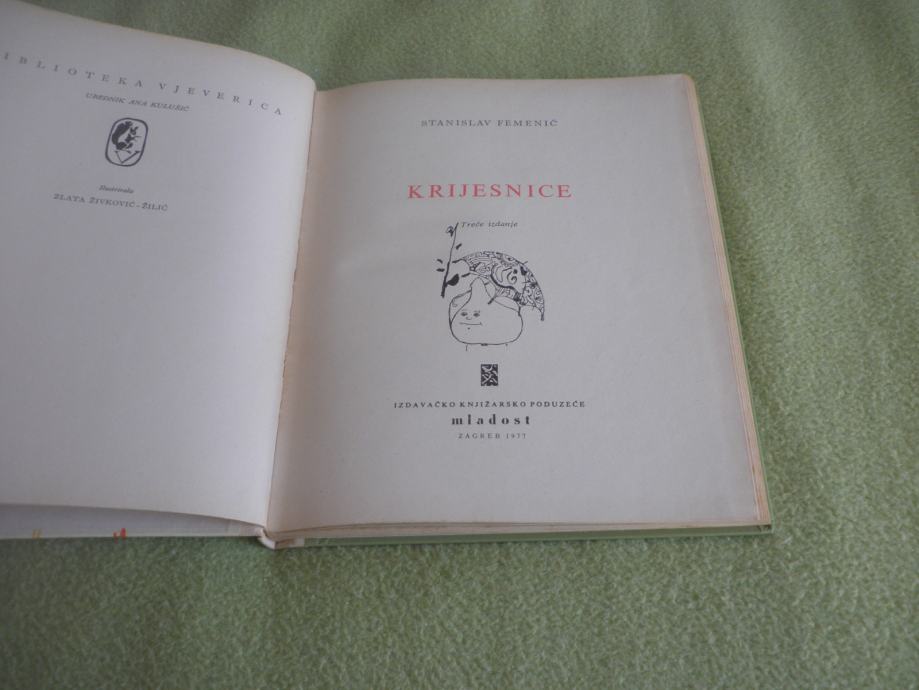 BIBLIOTEKA VJEVERICA
UREDNIK ANA KULUŠIĆ
Ilustrirala
ZLATA ŽIVKOVIĆ-ŽILIĆ
STANISLAV FEMENIĆ
KRIJESNICE
Treće izdanje
IZDAVAČKO KNJIŽARSKO PODUZEĆE
mladost
ZAGREB 1977